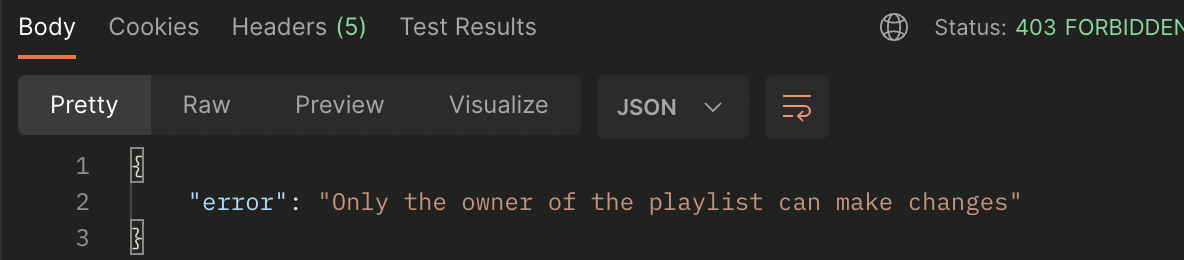 Body Cookies Headers (5) Test Results Status: 403 FORBIDDEN
Pretty Raw Preview Visualize JSON
1 {
2 "error": "Only the owner of the playlist can make changes"
3 }